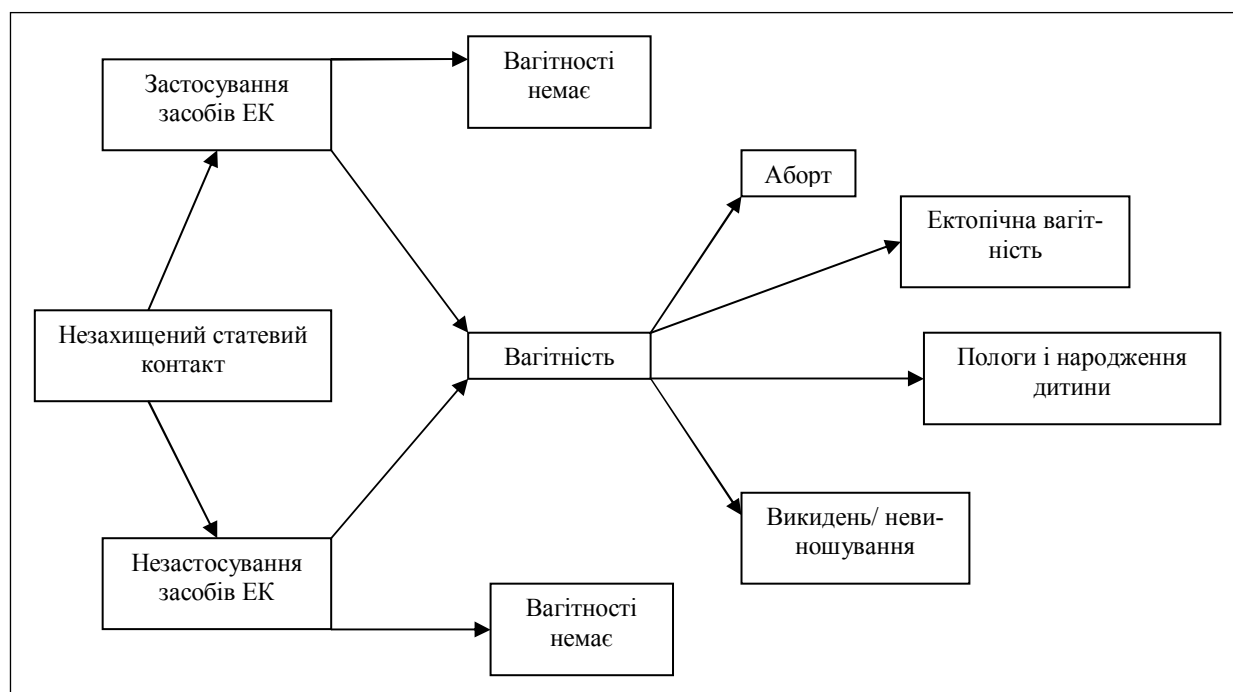 Застосування
засобів ЕК
Вагітності
немає
Аборт
Ектопічна вагіт-
ність
Незахищений статевий
контакт
Вагітність
Пологи і народження
дитини
Викидень/ неви-
ношування
Незастосування
засобів ЕК
Вагітності
немає